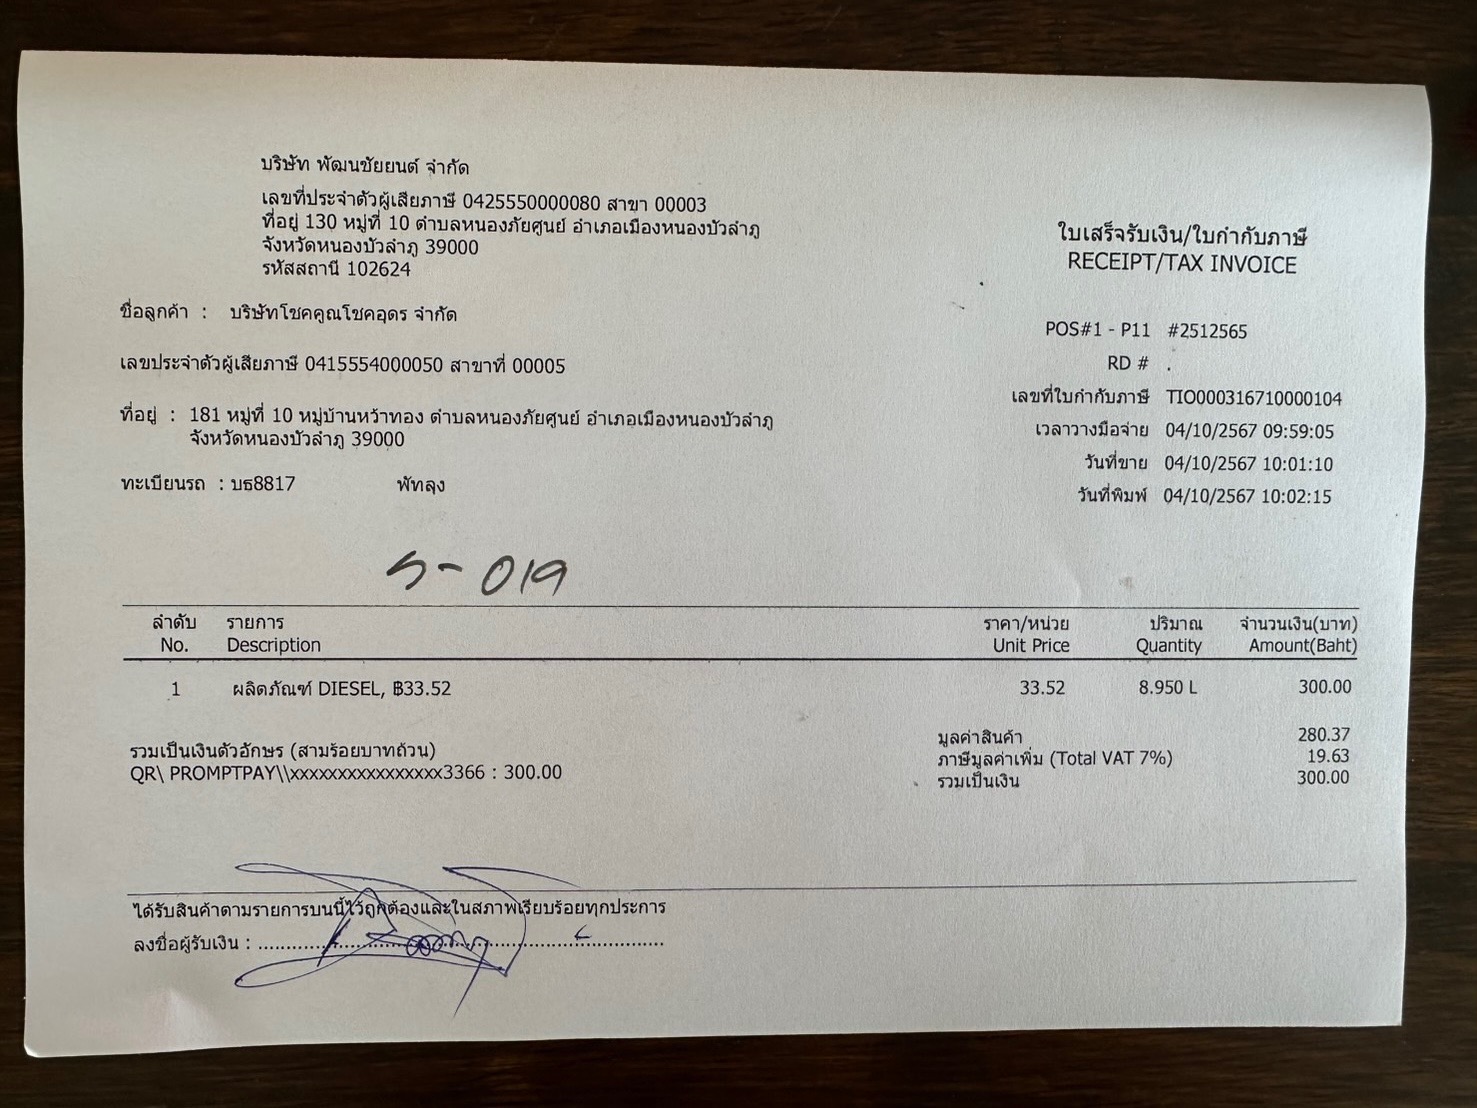 บริษัท พัฒนชัยยนต์ จำกัด
เลขที่ประจำตัวผู้เสียภาษี 0425550000080 สาขา 00003
ที่อยู่ 130 หมู่ที่ 10 ตำบลหนองภัยศูนย์ อำเภอเมืองหนองบัวลำภู
จังหวัดหนองบัวลำภู 39000
รหัสสถานี 102624
ใบเสร็จรับเงิน/ใบกำกับภาษี
RECEIPT/TAX INVOICE
ชื่อลูกค้า : บริษัทโชคคูณโชคอุดร จำกัด
เลขประจำตัวผู้เสียภาษี 0415554000050 สาขาที่ 00005
ที่อยู่ : 181 หมู่ที่ 10 หมู่บ้านหว้าทอง ตำบลหนองภัยศูนย์ อำเภอเมืองหนองบัวลำภู
จังหวัดหนองบัวลำภู 39000
ทะเบียนรถ : บธ8817 พัทลุง
POS#1 - P11 #2512565
RD # .
เลขที่ใบกำกับภาษี TIO000316710000104
เวลาวางมือจ่าย 04/10/2567 09:59:05
วันที่ขาย 04/10/2567 10:01:10
วันที่พิมพ์ 04/10/2567 10:02:15
019
ลำดับ รายการ ราคา/หน่วย ปริมาณ จำนวนเงิน(บาท)
No. Description Unit Price Quantity Amount(Baht)
1 ผลิตภัณฑ์ DIESEL, ฿33.52 33.52 8.950 L 300.00
มูลค่าสินค้า 280.37
ภาษีมูลค่าเพิ่ม (Total VAT 7%) 19.63
รวมเป็นเงิน 300.00
รวมเป็นเงินตัวอักษร (สามร้อยบาทถ้วน)
QR\ PROMPTPAY\\xxxxxxxxxxxxxxxx3366 : 300.00
ได้รับสินค้าตามรายการบนนี้ไว้ถูกต้องและในสภาพเรียบร้อยทุกประการ
ลงชื่อผู้รับเงิน :